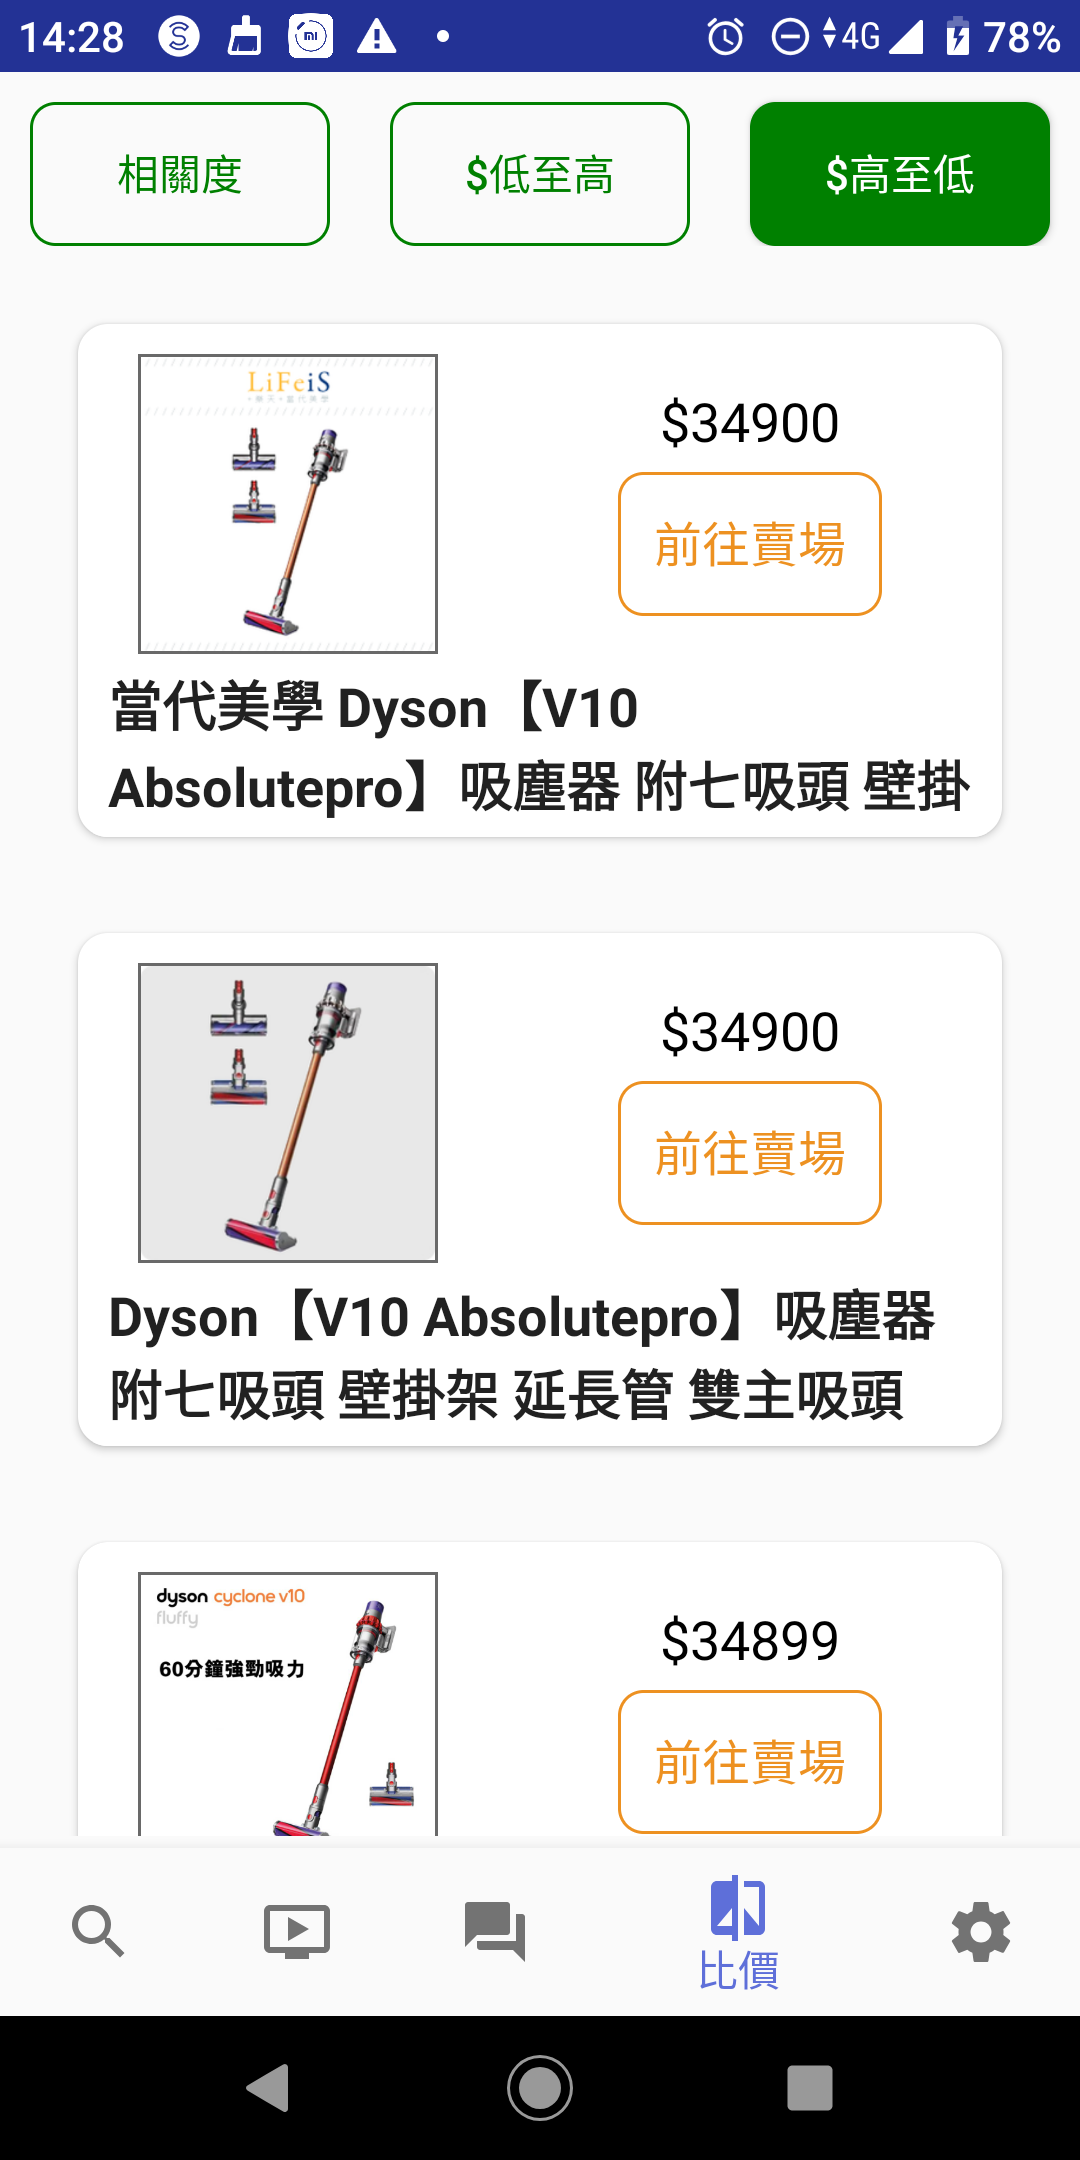 14:28
4G
78%
相關度
$低至高
$高至低
LiFeiS
$34900
前往賣場
當代美學 Dyson【V10
Absolutepro】吸塵器 附七吸頭 壁掛
$34900
前往賣場
Dyson【V10 Absolutepro】吸塵器
附七吸頭 壁掛架 延長管 雙主吸頭
dyson cyclone v10
fluffy
60分鐘強勁吸力
$34899
前往賣場
比價